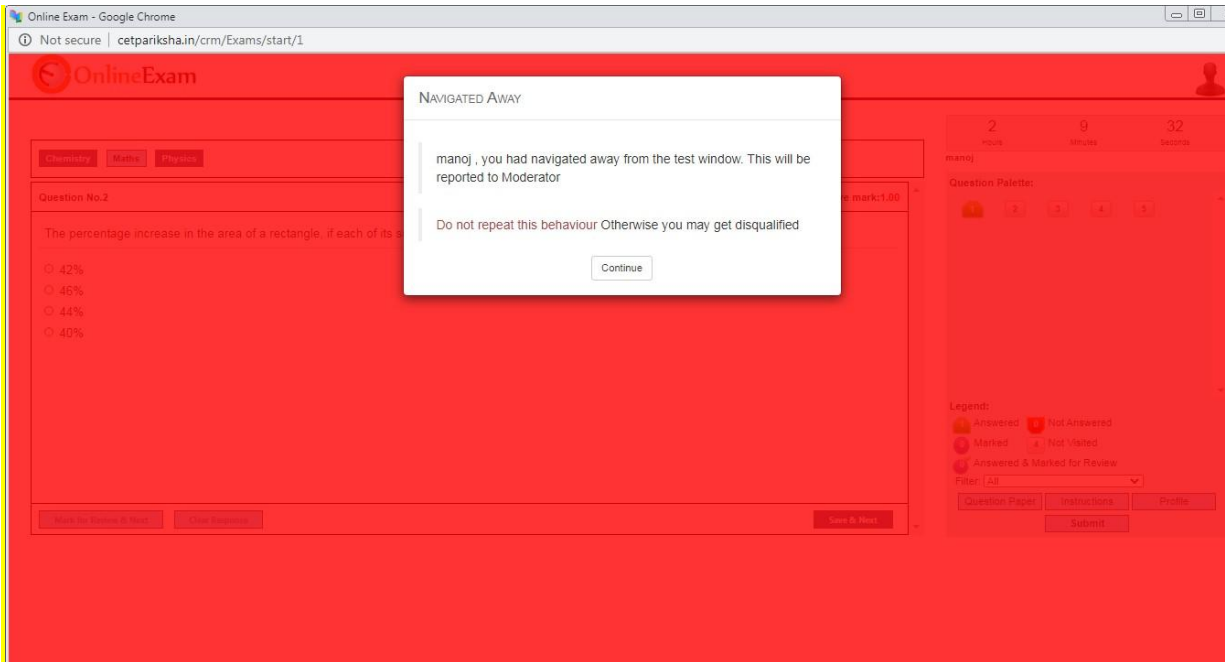 Online Exam - Google Chrome
Not secure | cetpariksha.in/crm/Exams/start/1
OnlineExam
NAVIGATED AWAY
manoj , you had navigated away from the test window. This will be
reported to Moderator
Do not repeat this behaviour Otherwise you may get disqualified
Continue
2 9 32
Hours Minutes Seconds
manoj
Chemistry Maths Physics
Question No.2
mark:1.00
The percentage increase in the area of a rectangle, if each of its
42%
46%
44%
40%
Mark for Review & Next Clear Response Save & Next
Question Palette:
1 2 3 4 5
Legend:
Answered Not Answered
Marked 4 Not Visited
Answered & Marked for Review
Filter: All
Question Paper Instructions Profile
Submit